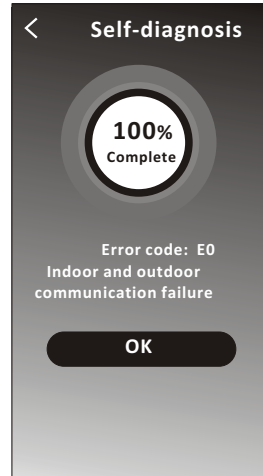 Self-diagnosis
100%
Complete
Error code: E0
Indoor and outdoor
communication failure
OK